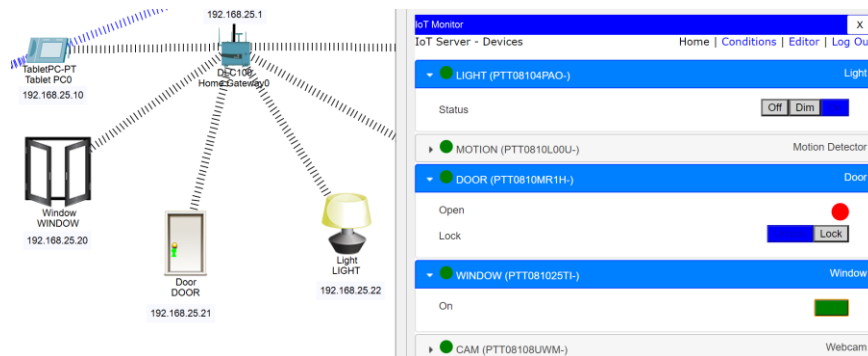 192.168.25.1
TabletPC-PT
Tablet PC0
192.168.25.10
DLC100
Home Gateway0
Window
WINDOW
192.168.25.20
Door
DOOR
192.168.25.21
Light
LIGHT
192.168.25.22
IoT Monitor
X
IoT Server - Devices
Home | Conditions | Editor | Log Ou
LIGHT (PTT08104PAO-)
Light
Status
Off
Dim
MOTION (PTT0810L00U-)
Motion Detector
DOOR (PTT0810MR1H-)
Door
Open
Lock
Lock
WINDOW (PTT081025TI-)
Window
On
CAM (PTT08108UWM-)
Webcam